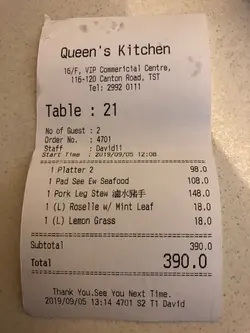 Queen's Kitchen
16/F, VIP Commericial Centre,
116-120 Canton Road, TST
Tel: 2992 0111
Table : 21
No of Guest : 2
Order No. : 4701
Staff : David11
Start Time : 2019/09/05 12:08
1 Platter 2 98.0
1 Pad See Ew Seafood 108.0
1 Pork Leg Stew 滷水豬手 148.0
1 (L) Roselle w/ Mint Leaf 18.0
1 (L) Lemon Grass 18.0
Subtotal 390.0
Total 390.0
Thank You.See You Next Time.
2019/09/05 13:14 4701 S2 T1 David